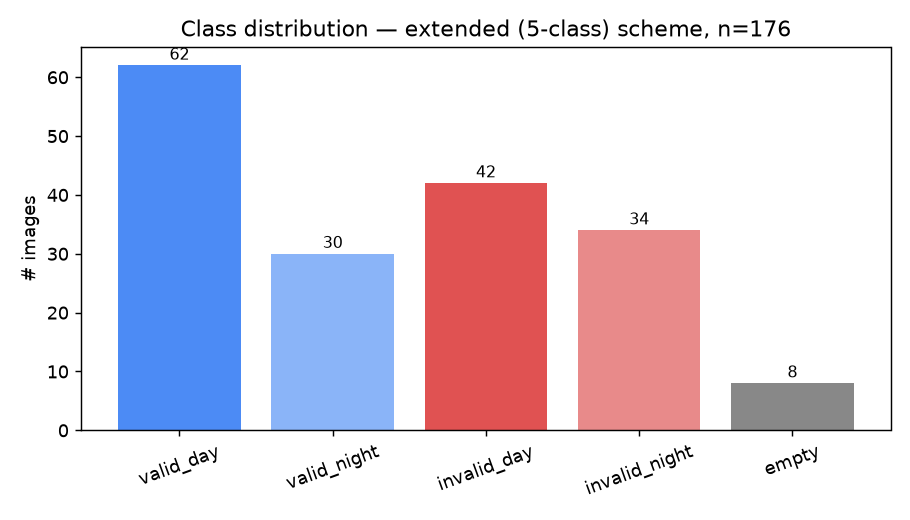 Class distribution — extended (5-class) scheme, n=176
# images
60
50
40
30
20
10
0
62
30
42
34
8
valid_day
valid_night
invalid_day
invalid_night
empty